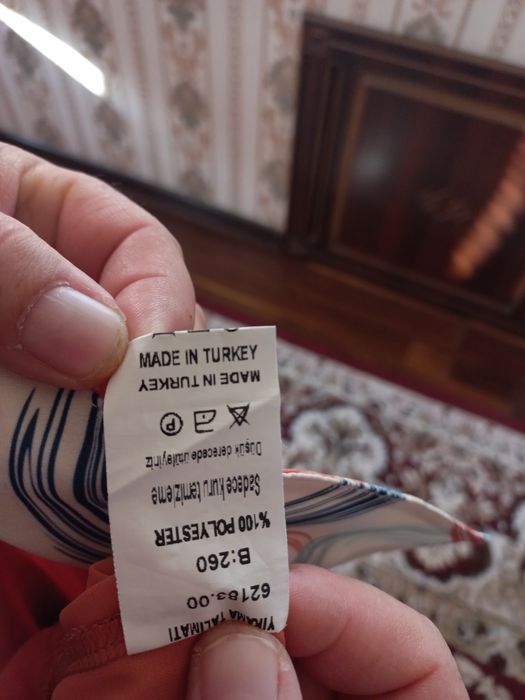 YIKAMA TALİMATI
62183.00
B:260
%100 POLYESTER
Sadece kuru temizleme
Düşük derecede ütüleyiniz
P
MADE IN TURKEY
MADE IN TURKEY